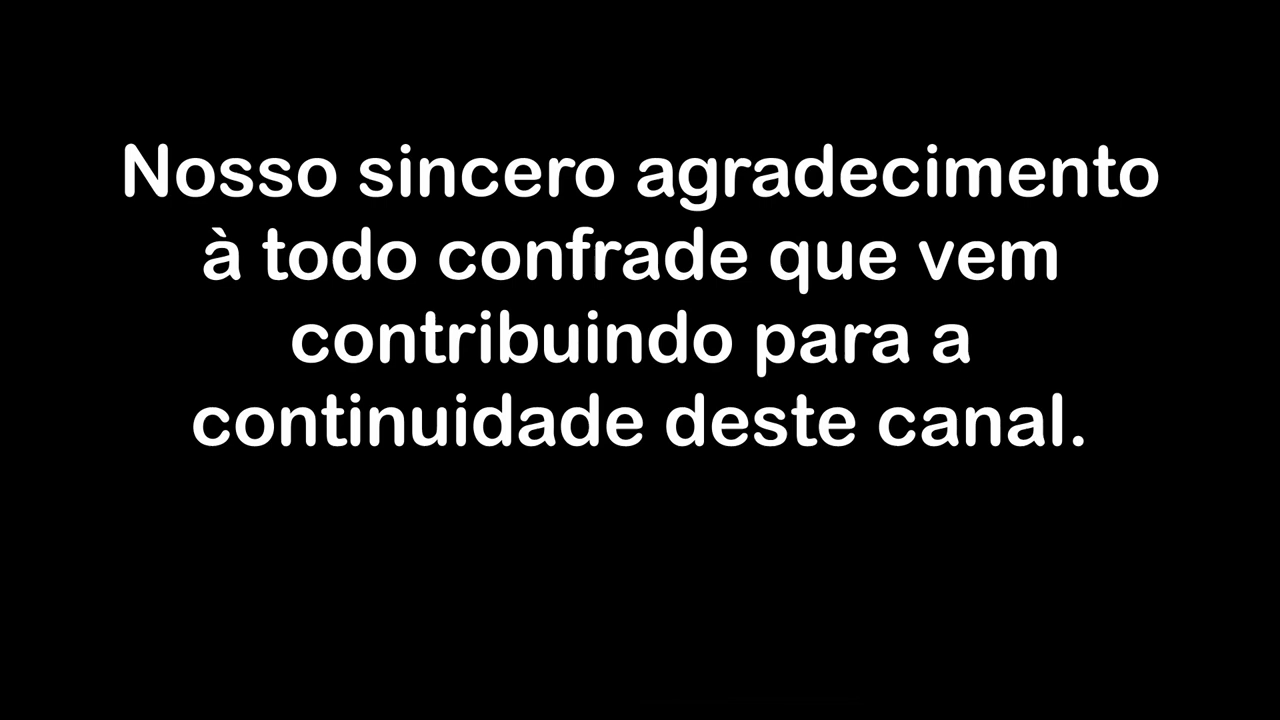 Nosso sincero agradecimento
à todo confrade que vem
contribuindo para a
continuidade deste canal.